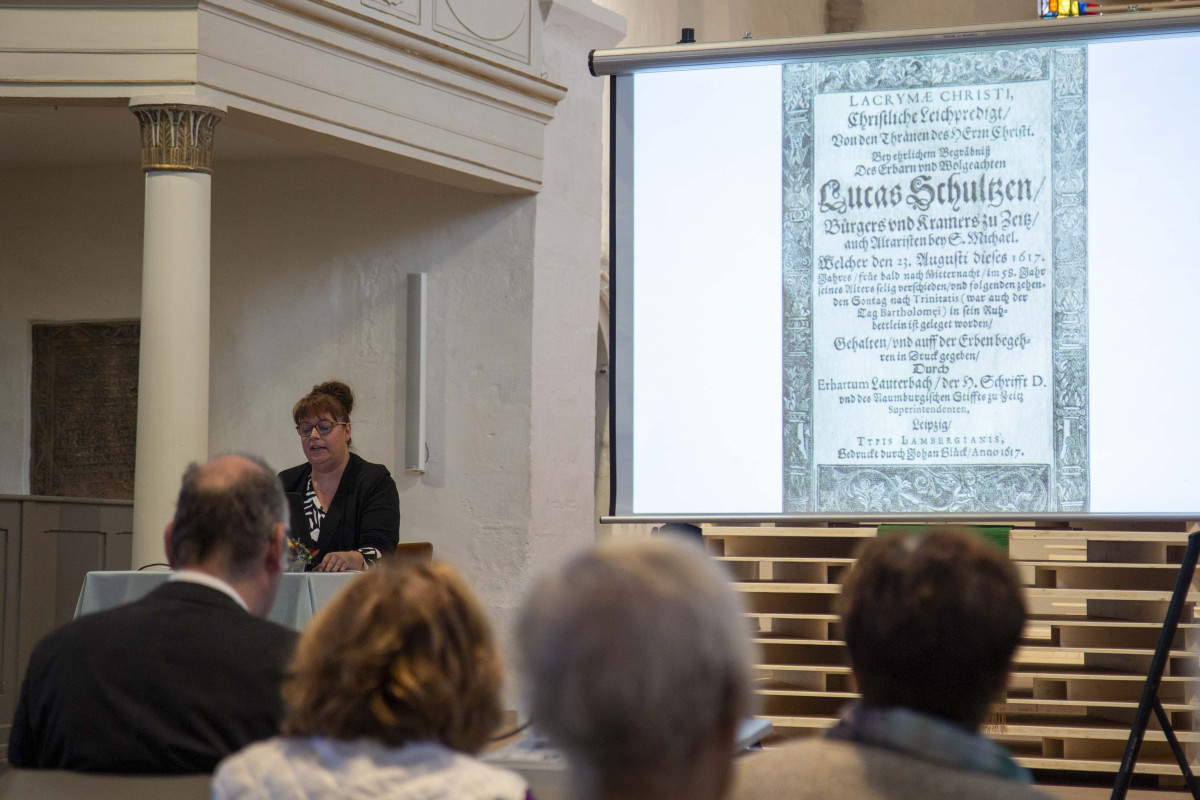 LACRYMÆ CHRISTI,
Christliche Leichpredigt/
Von den Thränen des HErrn Christi.
Bey ehrlichem Begräbniß
Des Erbarn vnd Wolgeachten
Lucas Schultzen/
Bürgers vnd Kramers zu Zeitz/
auch Altaristen bey S. Michael.
Welcher den 23. Augusti dieses 1617.
Jahres/ früe bald nach Mitternacht/ im 58. Jahr
seines Alters selig verschieden/ vnd folgenden zehen-
den Sontag nach Trinitatis (war auch der
Tag Bartholomęi) in sein Ruh-
bettlein ist geleget worden/
Gehalten/ vnd auff der Erben begeh-
ren in Druck gegeben/
Durch
Erhartum Lauterbach/ der H. Schrifft D.
vnd des Naumburgischen Stiffts zu Zeitz
Superintendenten,
Leipzig/
TYPIS LAMBERGIANIS,
Gedruckt durch Johan Glück/ Anno 1617.